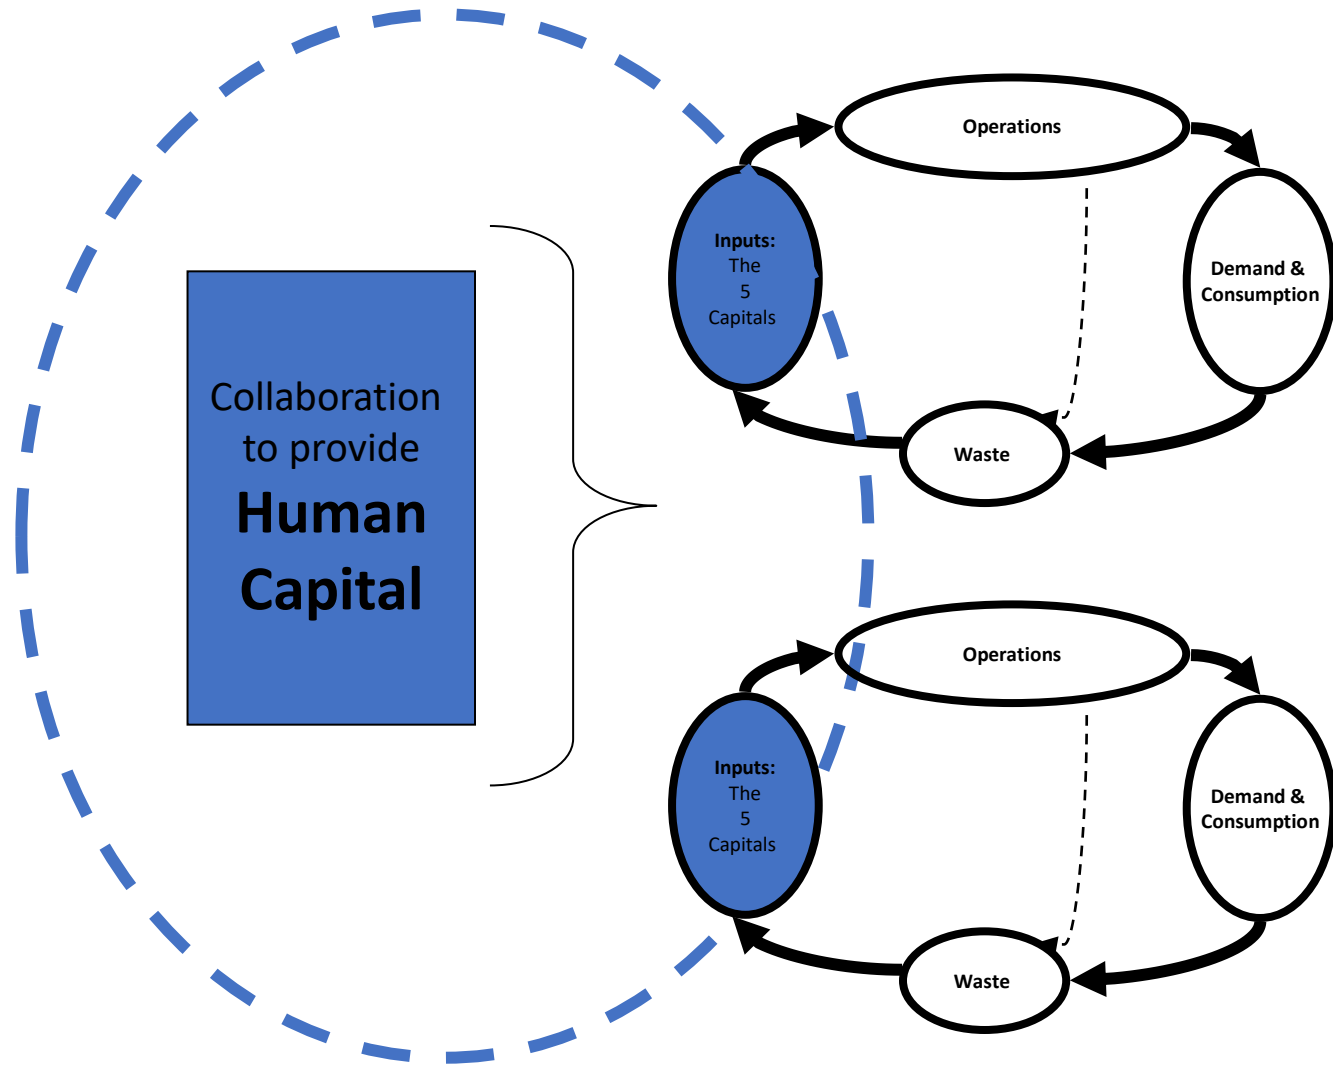 Collaboration
to provide
Human
Capital
Operations
Inputs:
The
5
Capitals
Demand &
Consumption
Waste
Operations
Inputs:
The
5
Capitals
Demand &
Consumption
Waste